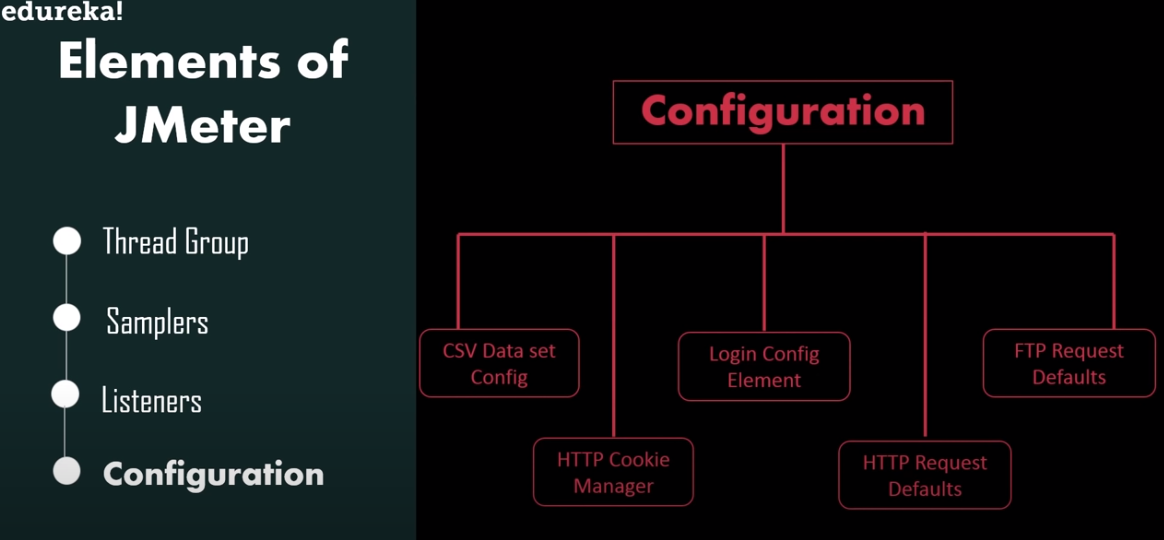 edureka!
Elements of
JMeter
Thread Group
Samplers
Listeners
Configuration
Configuration
CSV Data set
Config
HTTP Cookie
Manager
Login Config
Element
HTTP Request
Defaults
FTP Request
Defaults